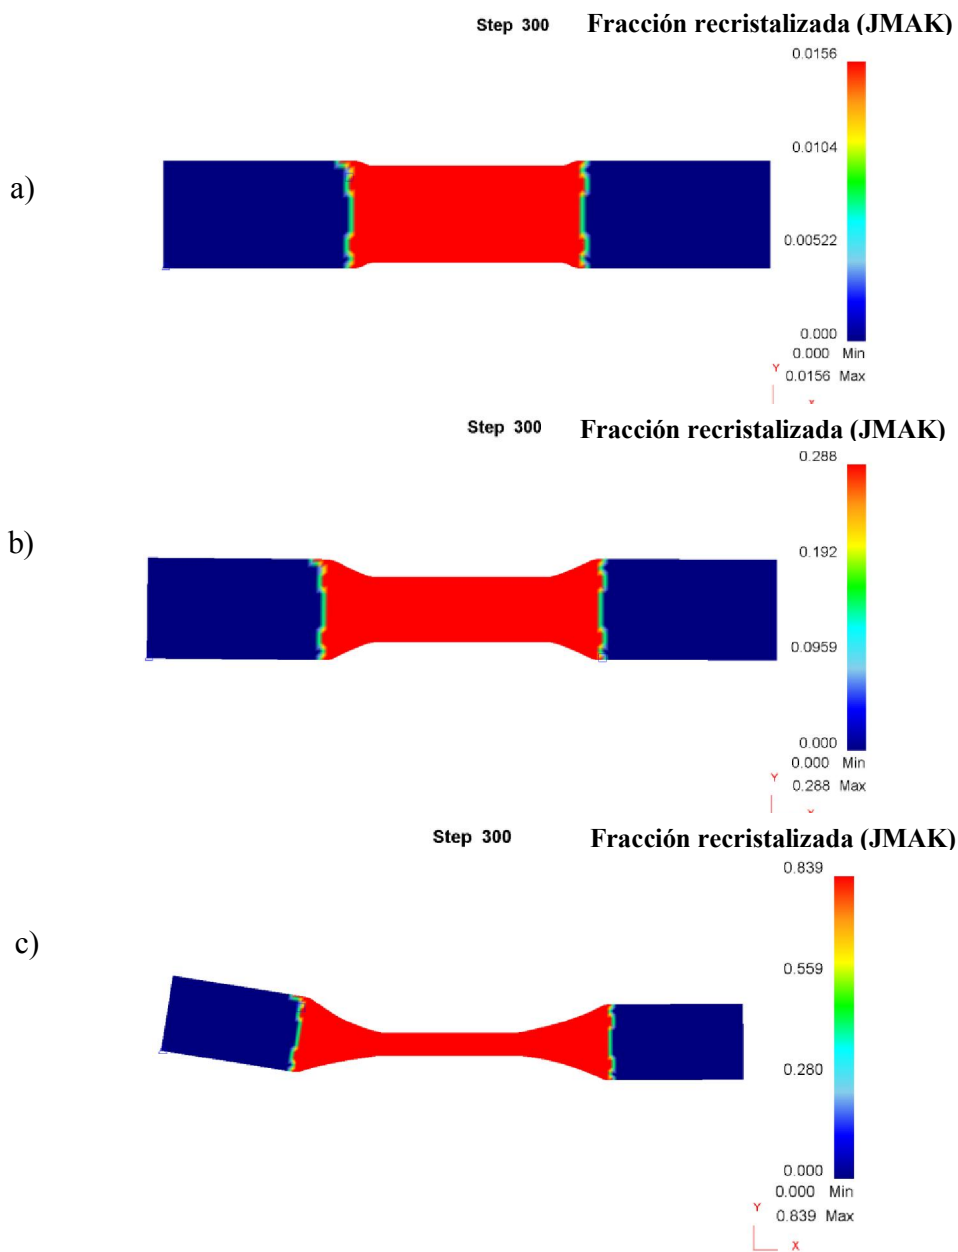 Step 300 Fracción recristalizada (JMAK)
0.0156
0.0104
a)
0.00522
0.000
0.000 Min
Y 0.0156 Max
x
Step 300 Fracción recristalizada (JMAK)
0.288
b)
0.192
0.0959
0.000
0.000 Min
Y 0.288 Max
x
Step 300 Fracción recristalizada (JMAK)
0.839
c)
0.559
0.280
0.000
0.000 Min
Y 0.839 Max
X